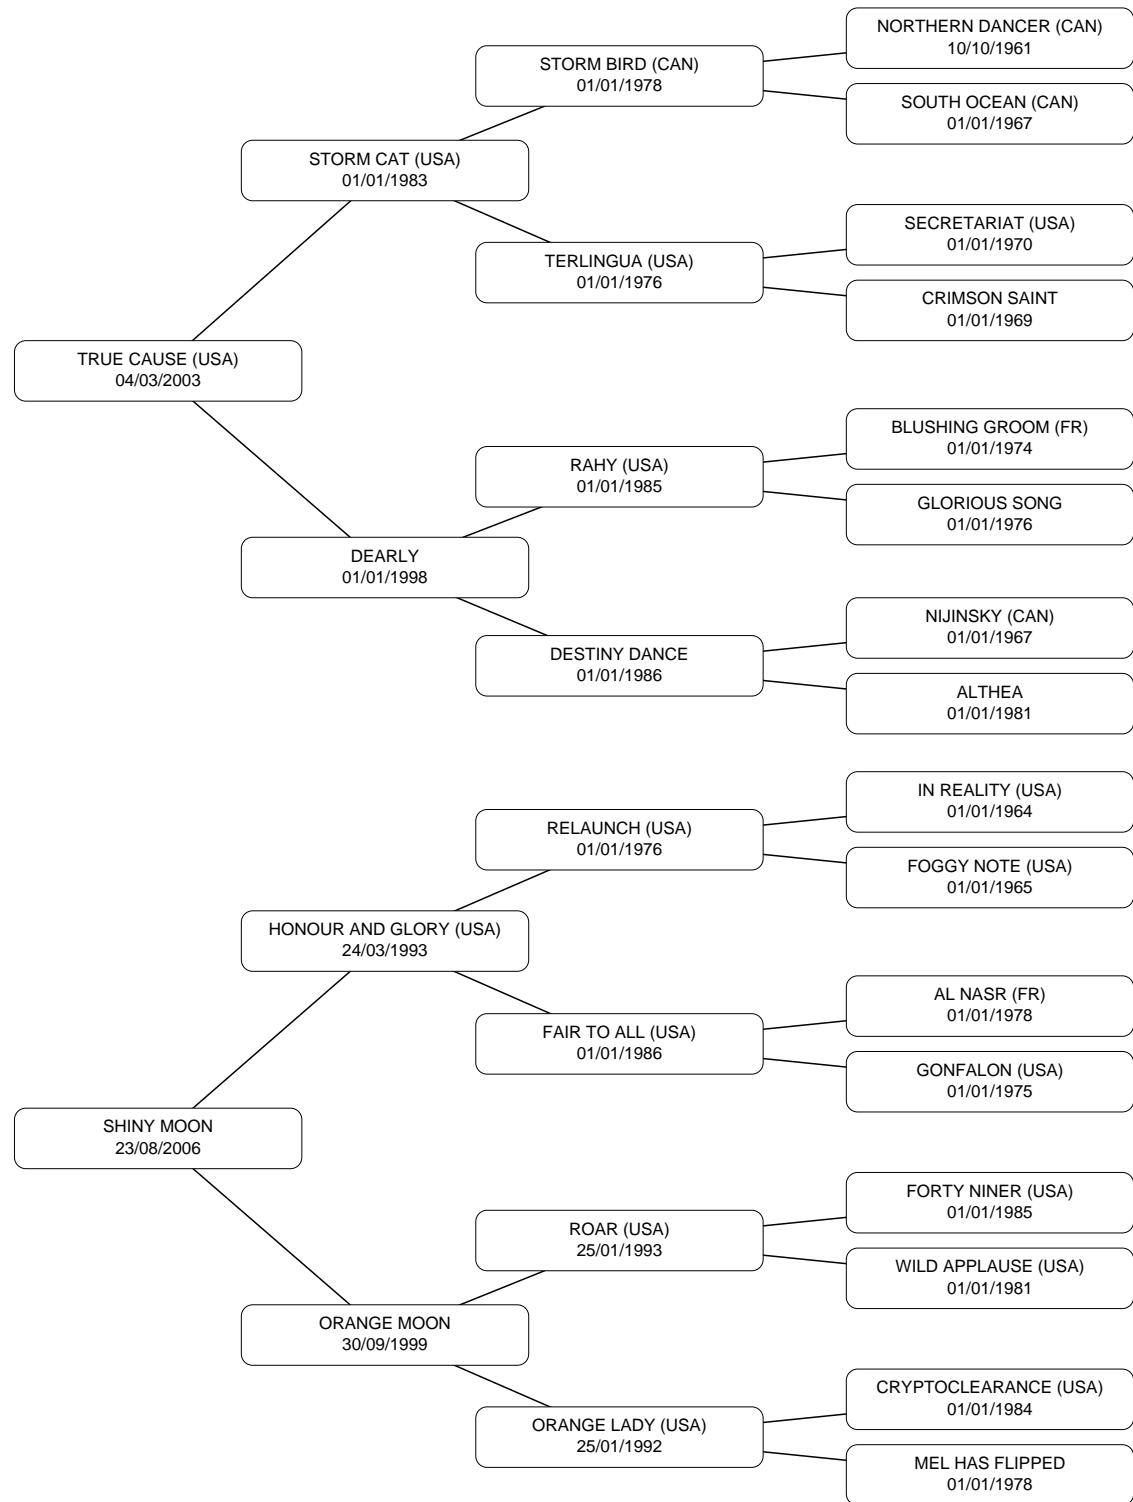 NORTHERN DANCER (CAN)
10/10/1961
STORM BIRD (CAN)
01/01/1978
SOUTH OCEAN (CAN)
01/01/1967
STORM CAT (USA)
01/01/1983
SECRETARIAT (USA)
01/01/1970
TERLINGUA (USA)
01/01/1976
CRIMSON SAINT
01/01/1969
TRUE CAUSE (USA)
04/03/2003
BLUSHING GROOM (FR)
01/01/1974
RAHY (USA)
01/01/1985
GLORIOUS SONG
01/01/1976
DEARLY
01/01/1998
NIJINSKY (CAN)
01/01/1967
DESTINY DANCE
01/01/1986
ALTHEA
01/01/1981
IN REALITY (USA)
01/01/1964
RELAUNCH (USA)
01/01/1976
FOGGY NOTE (USA)
01/01/1965
HONOUR AND GLORY (USA)
24/03/1993
AL NASR (FR)
01/01/1978
FAIR TO ALL (USA)
01/01/1986
GONFALON (USA)
01/01/1975
SHINY MOON
23/08/2006
FORTY NINER (USA)
01/01/1985
ROAR (USA)
25/01/1993
WILD APPLAUSE (USA)
01/01/1981
ORANGE MOON
30/09/1999
CRYPTOCLEARANCE (USA)
01/01/1984
ORANGE LADY (USA)
25/01/1992
MEL HAS FLIPPED
01/01/1978